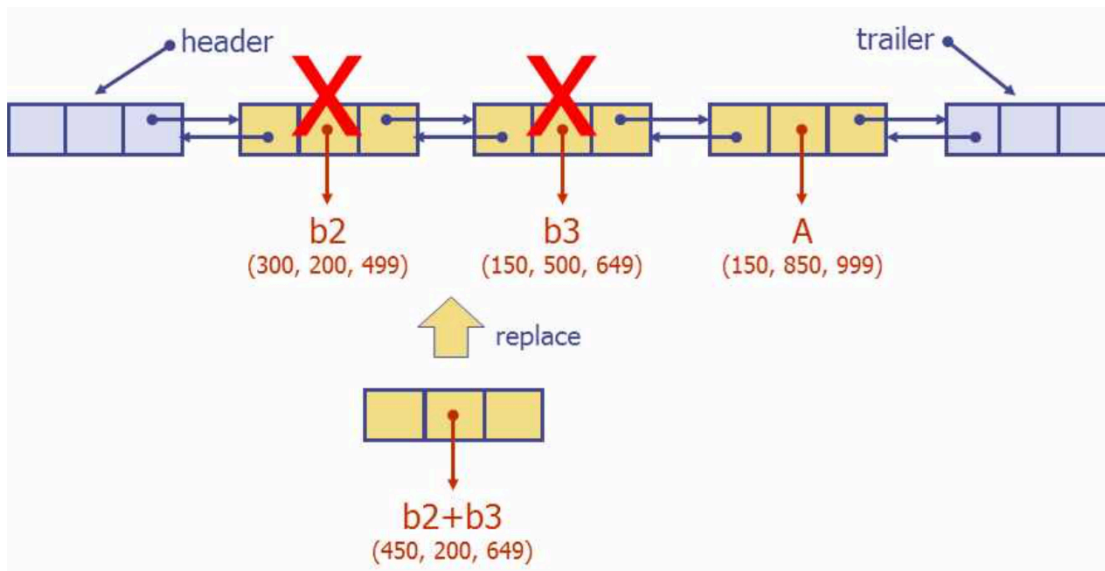 header
trailer
X
X
b2
(300, 200, 499)
b3
(150, 500, 649)
A
(150, 850, 999)
replace
b2+b3
(450, 200, 649)